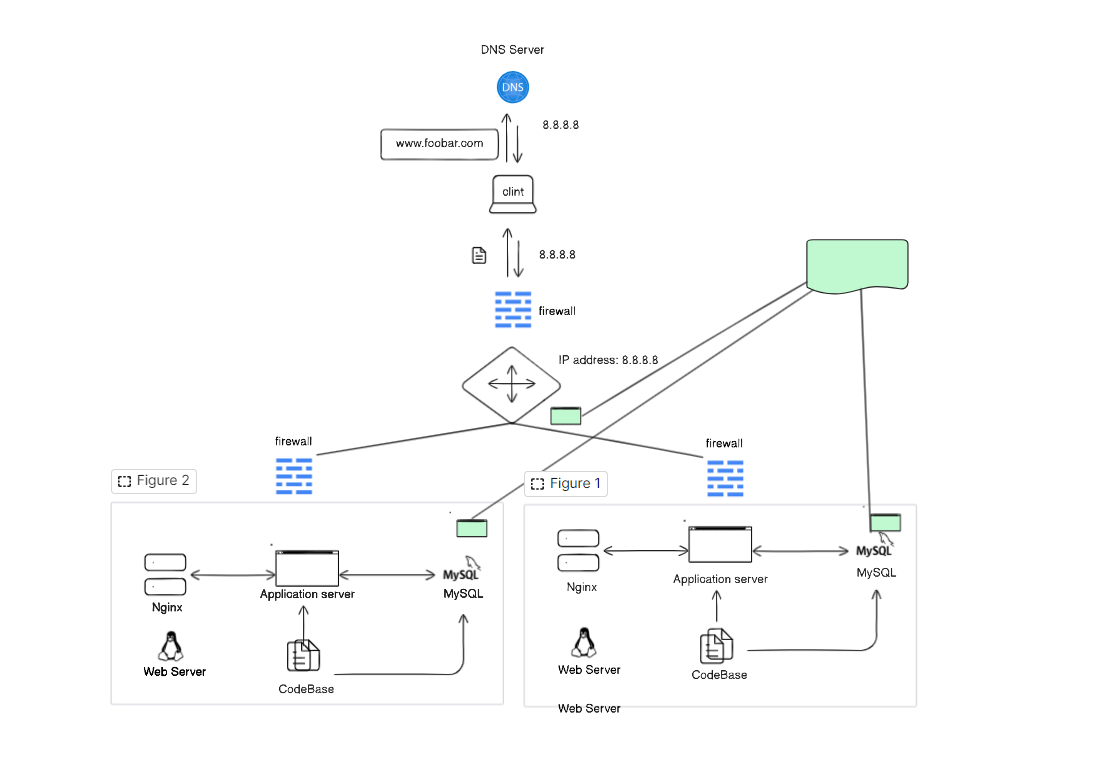 DNS Server
DNS
8.8.8.8
www.foobar.com
clint
8.8.8.8
firewall
IP address: 8.8.8.8
firewall
firewall
Figure 2
Figure 1
Nginx
Application server
MySQL
MySQL
Web Server
CodeBase
Nginx
Application server
MySQL
MySQL
Web Server
CodeBase
Web Server